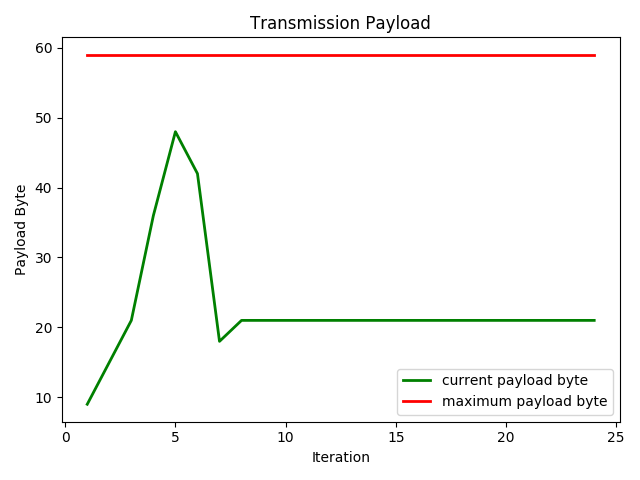 Transmission Payload
60
50
40
30
20
10
Payload Byte
0
5
10
15
20
25
Iteration
current payload byte
maximum payload byte